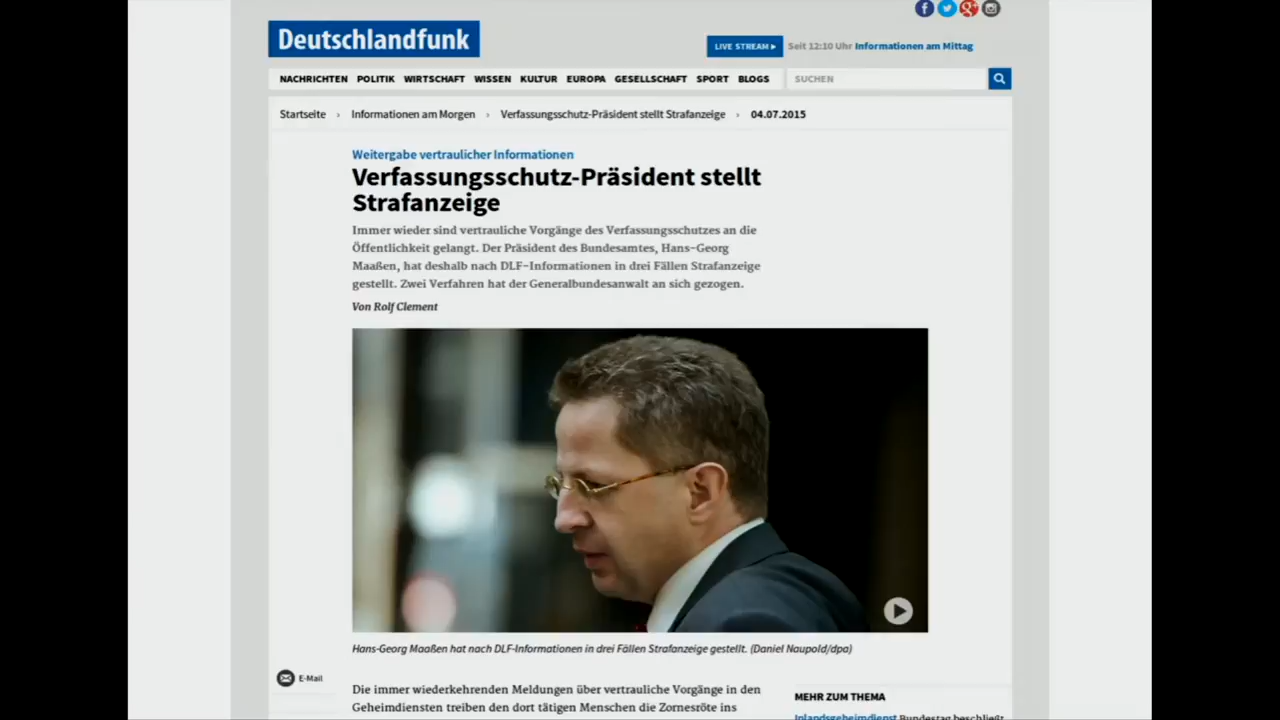 Deutschlandfunk
LIVE STREAM
Seit 12:10 Uhr Informationen am Mittag
NACHRICHTEN POLITIK WIRTSCHAFT WISSEN KULTUR EUROPA GESELLSCHAFT SPORT BLOGS
SUCHEN
Startseite › Informationen am Morgen › Verfassungsschutz-Präsident stellt Strafanzeige › 04.07.2015
Weitergabe vertraulicher Informationen
Verfassungsschutz-Präsident stellt
Strafanzeige
Immer wieder sind vertrauliche Vorgänge des Verfassungsschutzes an die
Öffentlichkeit gelangt. Der Präsident des Bundesamtes, Hans-Georg
Maaßen, hat deshalb nach DLF-Informationen in drei Fällen Strafanzeige
gestellt. Zwei Verfahren hat der Generalbundesanwalt an sich gezogen.
Von Rolf Clement
Hans-Georg Maaßen hat nach DLF-Informationen in drei Fällen Strafanzeige gestellt. (Daniel Naupold/dpa)
E-Mail
Die immer wiederkehrenden Meldungen über vertrauliche Vorgänge in den
Geheimdiensten treiben den dort tätigen Menschen die Zornesröte ins
MEHR ZUM THEMA
Inlandsgeheimdienst Bundestag beschließt